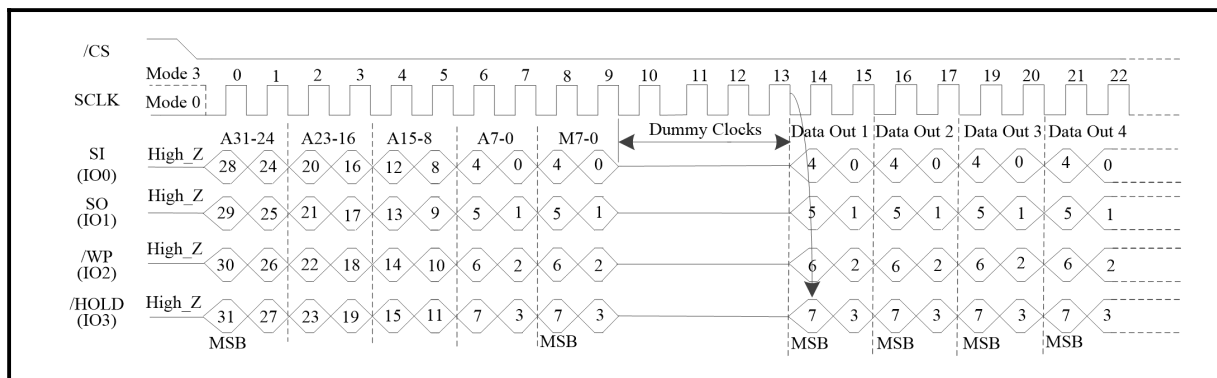 /CS
Mode 3 0 1 2 3 4 5 6 7 8 9 10 11 12 13 14 15 16 17 19 20 21 22
SCLK Mode 0
A31-24 A23-16 A15-8 A7-0 M7-0 Dummy Clocks Data Out 1 Data Out 2 Data Out 3 Data Out 4
SI (IO0) High_Z 28 24 20 16 12 8 4 0 4 0 4 0 4 0 4 0 4 0
SO (IO1) High_Z 29 25 21 17 13 9 5 1 5 1 5 1 5 1 5 1 5 1
/WP (IO2) High_Z 30 26 22 18 14 10 6 2 6 2 6 2 6 2 6 2 6 2
/HOLD (IO3) High_Z 31 27 23 19 15 11 7 3 7 3 7 3 7 3 7 3 7 3
MSB MSB MSB MSB MSB MSB